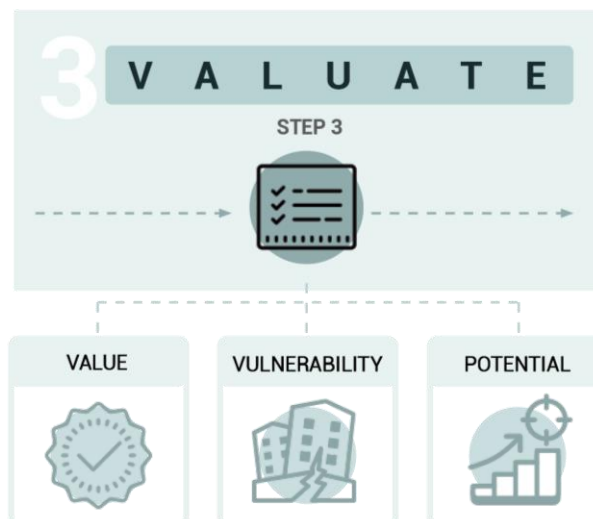 3 V A L U A T E
STEP 3
VALUE VULNERABILITY POTENTIAL